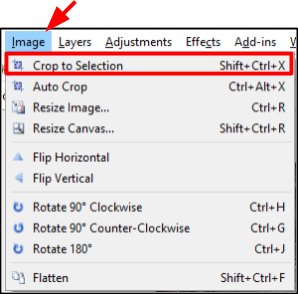 Image Layers Adjustments Effects Add-ins
Crop to Selection Shift+Ctrl+X
Auto Crop Ctrl+Alt+X
Resize Image... Ctrl+R
Resize Canvas... Shift+Ctrl+R
Flip Horizontal
Flip Vertical
Rotate 90° Clockwise Ctrl+H
Rotate 90° Counter-Clockwise Ctrl+G
Rotate 180° Ctrl+J
Flatten Shift+Ctrl+F